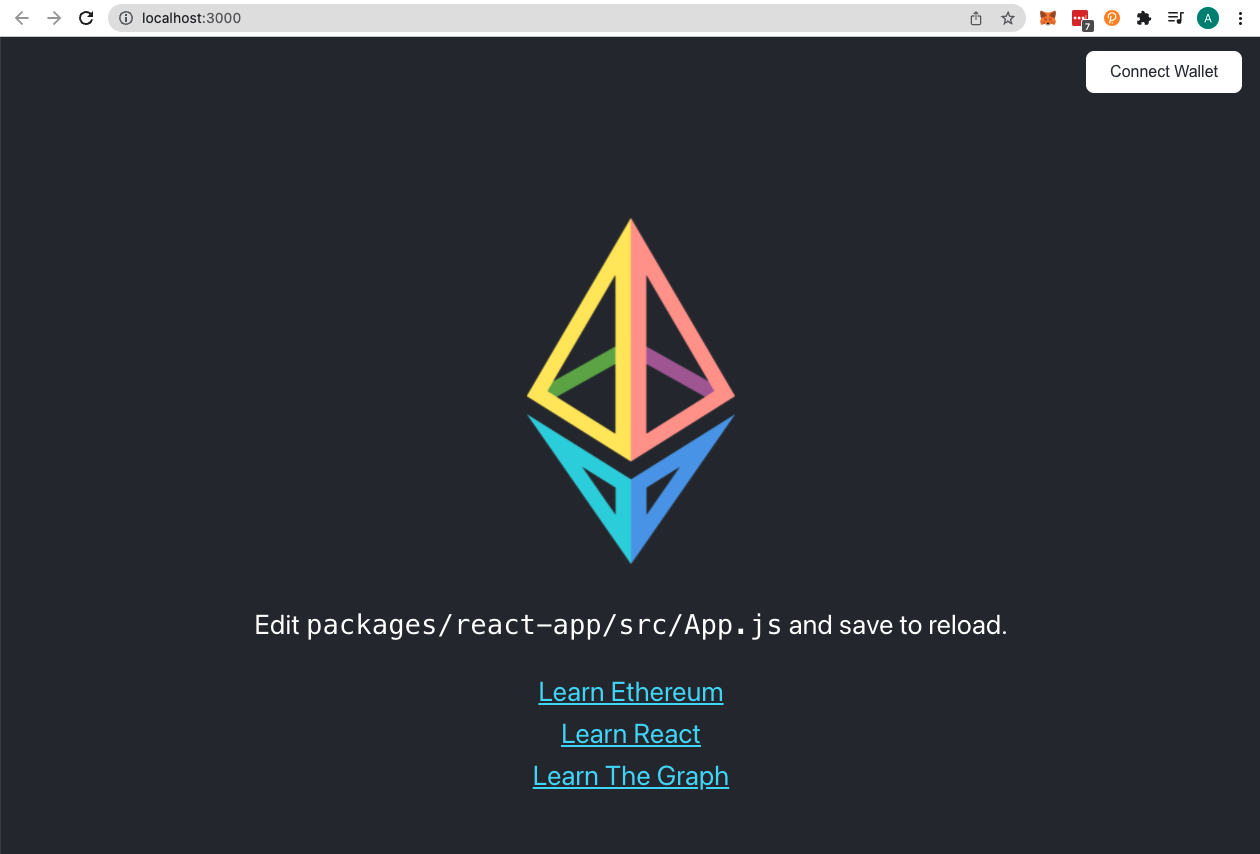 localhost:3000
7
A
Connect Wallet
Edit packages/react-app/src/App.js and save to reload.
Learn Ethereum
Learn React
Learn The Graph